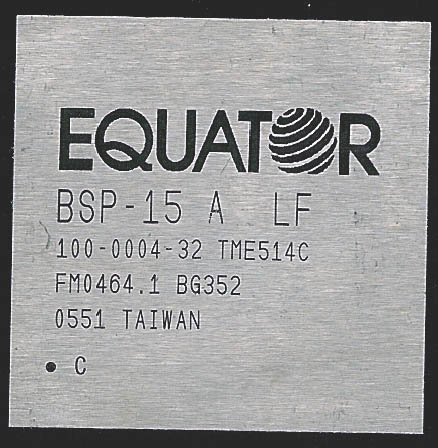 EQUATOR
BSP-15 A LF
100-0004-32 TME514C
FM0464.1 BG352
0551 TAIWAN
C